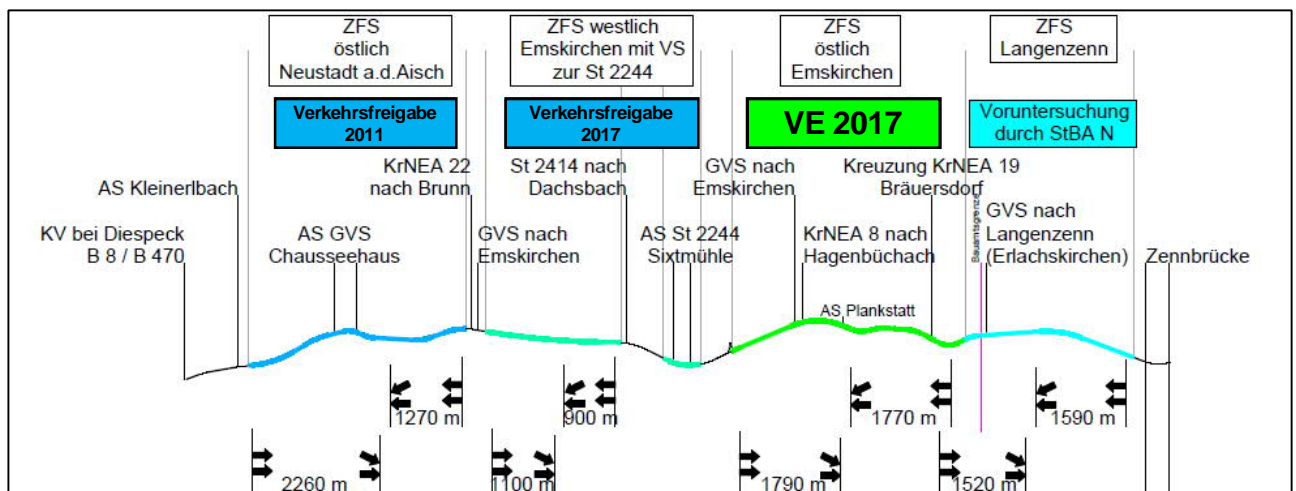 ZFS
östlich
Neustadt a.d.Aisch
ZFS westlich
Emskirchen mit VS
zur St 2244
ZFS
östlich
Emskirchen
ZFS
Langenzenn
Verkehrsfreigabe
2011
Verkehrsfreigabe
2017
VE 2017
Voruntersuchung
durch StBA N
AS Kleinerlbach
KrNEA 22
nach Brunn
St 2414 nach
Dachsbach
GVS nach
Emskirchen
Kreuzung KrNEA 19
Bräuersdorf
KV bei Diespeck
B 8 / B 470
AS GVS
Chausseehaus
GVS nach
Emskirchen
AS St 2244
Sixtmühle
KrNEA 8 nach
Hagenbüchach
Bauamtsgrenze
GVS nach
Langenzenn
(Erlachskirchen)
Zennbrücke
AS Plankstatt
1270 m
900 m
1770 m
1590 m
2260 m
1100 m
1790 m
1520 m